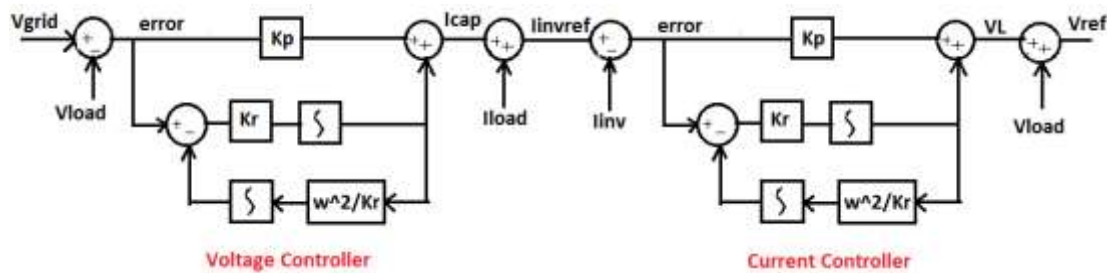 Vgrid
error
Kp
Icap
Iinvref
error
Kp
VL
Vref
+
-
+
+
+
+
+
-
+
+
+
+
Vload
Kr
∫
Iload
Iinv
Kr
∫
Vload
+
-
+
-
∫
w^2/Kr
∫
w^2/Kr
Voltage Controller
Current Controller